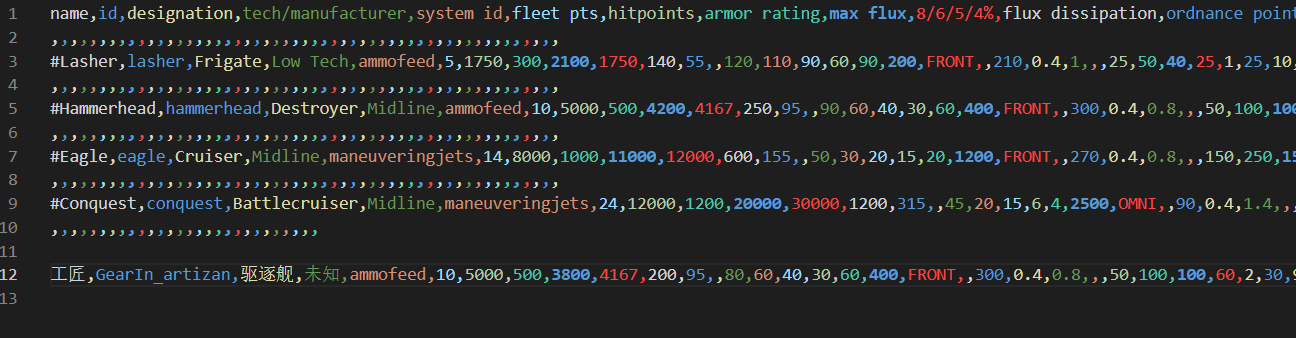 1 name,id,designation,tech/manufacturer,system id,fleet pts,hitpoints,armor rating,max flux,8/6/5/4%,flux dissipation,ordnance point
2 ,,,,,,,,,,,,,,,,,,,,,,,,,,,,,,,,,,,,,,,,,,,,,,,,,,,,
3 #Lasher,lasher,Frigate,Low Tech,ammofeed,5,1750,300,2100,1750,140,55,,120,110,90,60,90,200,FRONT,,210,0.4,1,,,25,50,40,25,1,25,10,
4 ,,,,,,,,,,,,,,,,,,,,,,,,,,,,,,,,,,,,,,,,,,,,,,,,,,,,
5 #Hammerhead,hammerhead,Destroyer,Midline,ammofeed,10,5000,500,4200,4167,250,95,,90,60,40,30,60,400,FRONT,,300,0.4,0.8,,,50,100,100
6 ,,,,,,,,,,,,,,,,,,,,,,,,,,,,,,,,,,,,,,,,,,,,,,,,,,,,
7 #Eagle,eagle,Cruiser,Midline,maneuveringjets,14,8000,1000,11000,12000,600,155,,50,30,20,15,20,1200,FRONT,,270,0.4,0.8,,,150,250,15
8 ,,,,,,,,,,,,,,,,,,,,,,,,,,,,,,,,,,,,,,,,,,,,,,,,,,,,
9 #Conquest,conquest,Battlecruiser,Midline,maneuveringjets,24,12000,1200,20000,30000,1200,315,,45,20,15,6,4,2500,OMNI,,90,0.4,1.4,,,
10 ,,,,,,,,,,,,,,,,,,,,,,,,,,,
11
12 工匠,GearIn_artizan,驱逐舰,未知,ammofeed,10,5000,500,3800,4167,200,95,,80,60,40,30,60,400,FRONT,,300,0.4,0.8,,,50,100,100,60,2,30,9
13